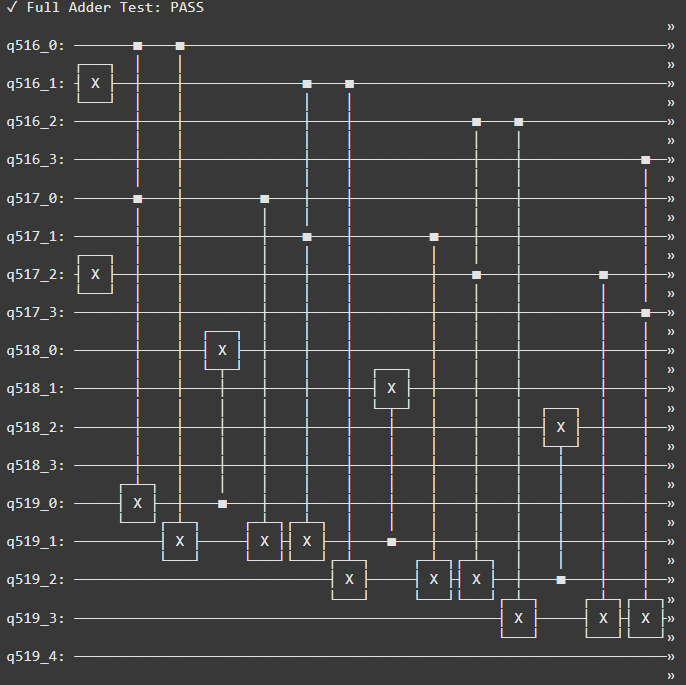 ✓ Full Adder Test: PASS
»
q516_0: »
»
q516_1: X »
»
q516_2: »
»
q516_3: »
»
q517_0: »
»
q517_1: »
»
q517_2: X »
»
q517_3: »
»
q518_0: X »
»
q518_1: X »
»
q518_2: X »
»
q518_3: »
»
q519_0: X »
»
q519_1: X X X »
»
q519_2: X X X »
»
q519_3: X X X »
»
q519_4: »
»